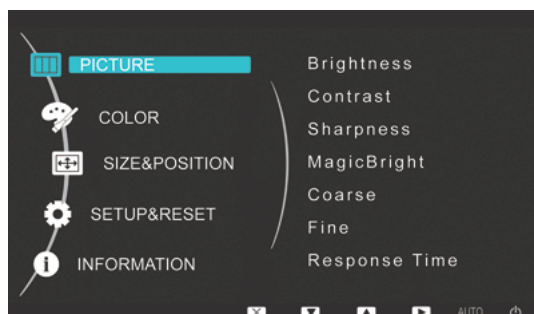 PICTURE
COLOR
SIZE&POSITION
SETUP&RESET
INFORMATION
Brightness
Contrast
Sharpness
MagicBright
Coarse
Fine
Response Time
AUTO